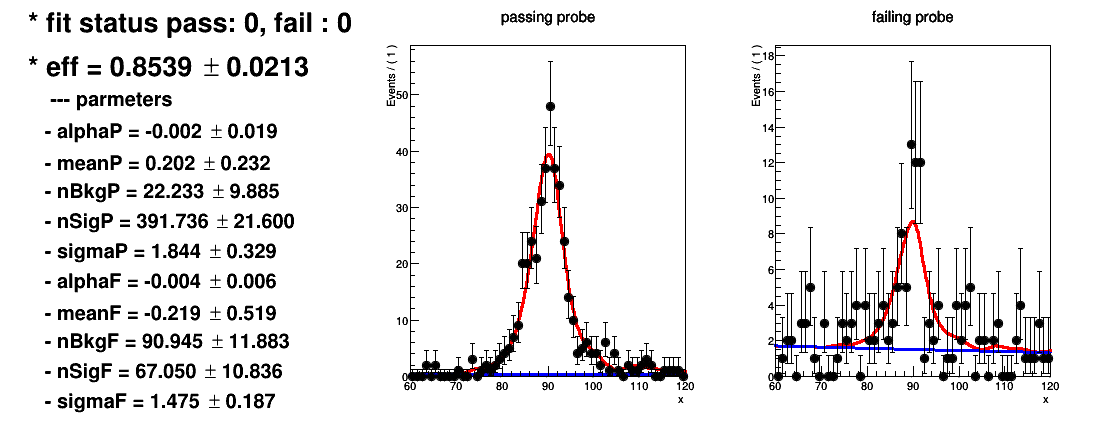 * fit status pass: 0, fail : 0
* eff = 0.8539 ± 0.0213
--- parmeters
- alphaP = -0.002 ± 0.019
- meanP = 0.202 ± 0.232
- nBkgP = 22.233 ± 9.885
- nSigP = 391.736 ± 21.600
- sigmaP = 1.844 ± 0.329
- alphaF = -0.004 ± 0.006
- meanF = -0.219 ± 0.519
- nBkgF = 90.945 ± 11.883
- nSigF = 67.050 ± 10.836
- sigmaF = 1.475 ± 0.187
passing probe
Events / ( 1 )
50
40
30
20
10
0
60 70 80 90 100 110 120
x
failing probe
Events / ( 1 )
18
16
14
12
10
8
6
4
2
0
60 70 80 90 100 110 120
x